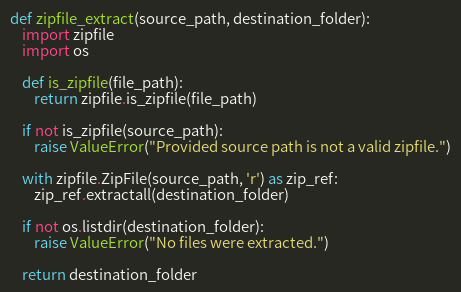 def zipfile_extract(source_path, destination_folder):
    import zipfile
    import os

    def is_zipfile(file_path):
        return zipfile.is_zipfile(file_path)

    if not is_zipfile(source_path):
        raise ValueError("Provided source path is not a valid zipfile.")

    with zipfile.ZipFile(source_path, 'r') as zip_ref:
        zip_ref.extractall(destination_folder)

    if not os.listdir(destination_folder):
        raise ValueError("No files were extracted.")

    return destination_folder